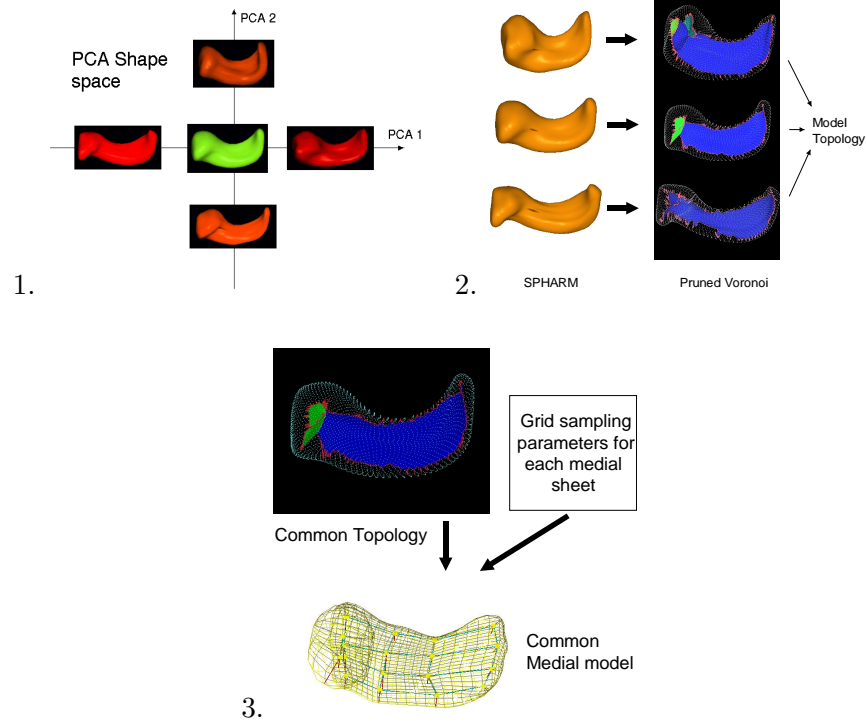 PCA 2
PCA Shape
space
PCA 1
1.
Model
Topology
2.
SPHARM
Pruned Voronoi
Grid sampling
parameters for
each medial
sheet
Common Topology
Common
Medial model
3.